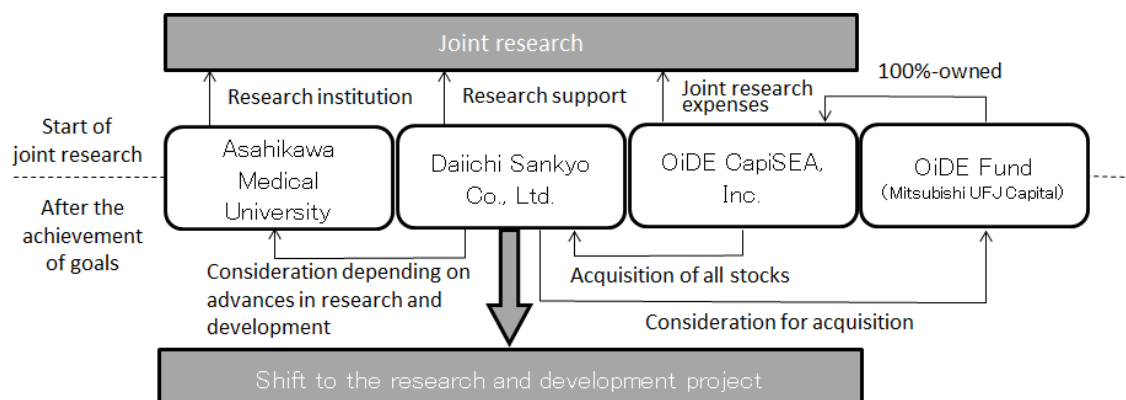 Joint research
100%-owned
Research institution
Research support
Joint research
expenses
Start of
joint research
Asahikawa
Medical
University
Daiichi Sankyo
Co., Ltd.
OiDE CapiSEA,
Inc.
OiDE Fund
(Mitsubishi UFJ Capital)
After the
achievement
of goals
Consideration depending on
advances in research and
development
Acquisition of all stocks
Consideration for acquisition
Shift to the research and development project